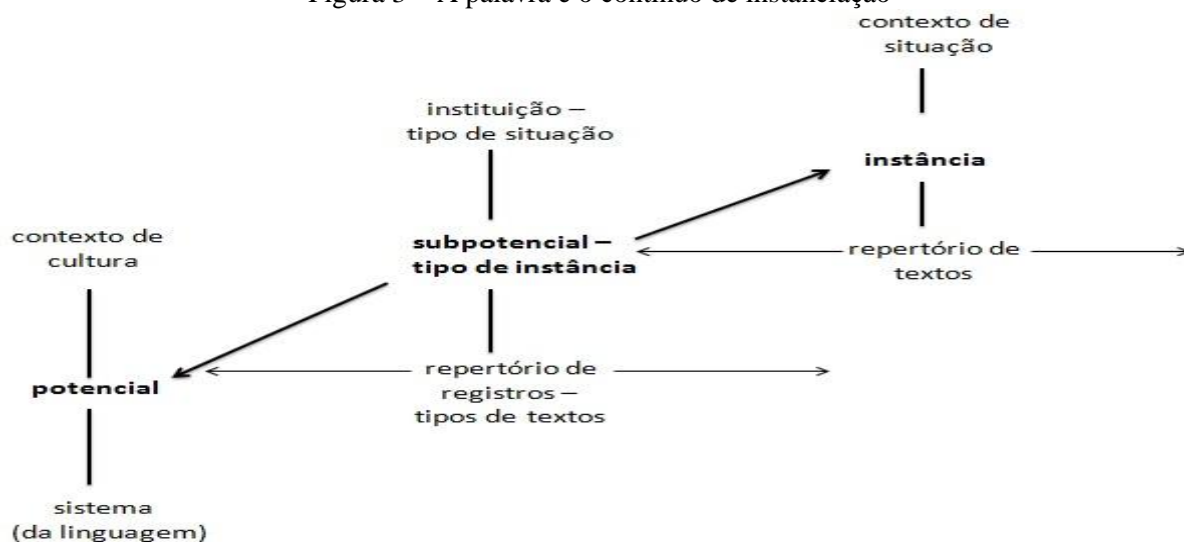 contexto de
situação
instituição –
tipo de situação
instância
contexto de
cultura
subpotencial –
tipo de instância
repertório de
textos
potencial
repertório de
registros –
tipos de textos
sistema
(da linguagem)